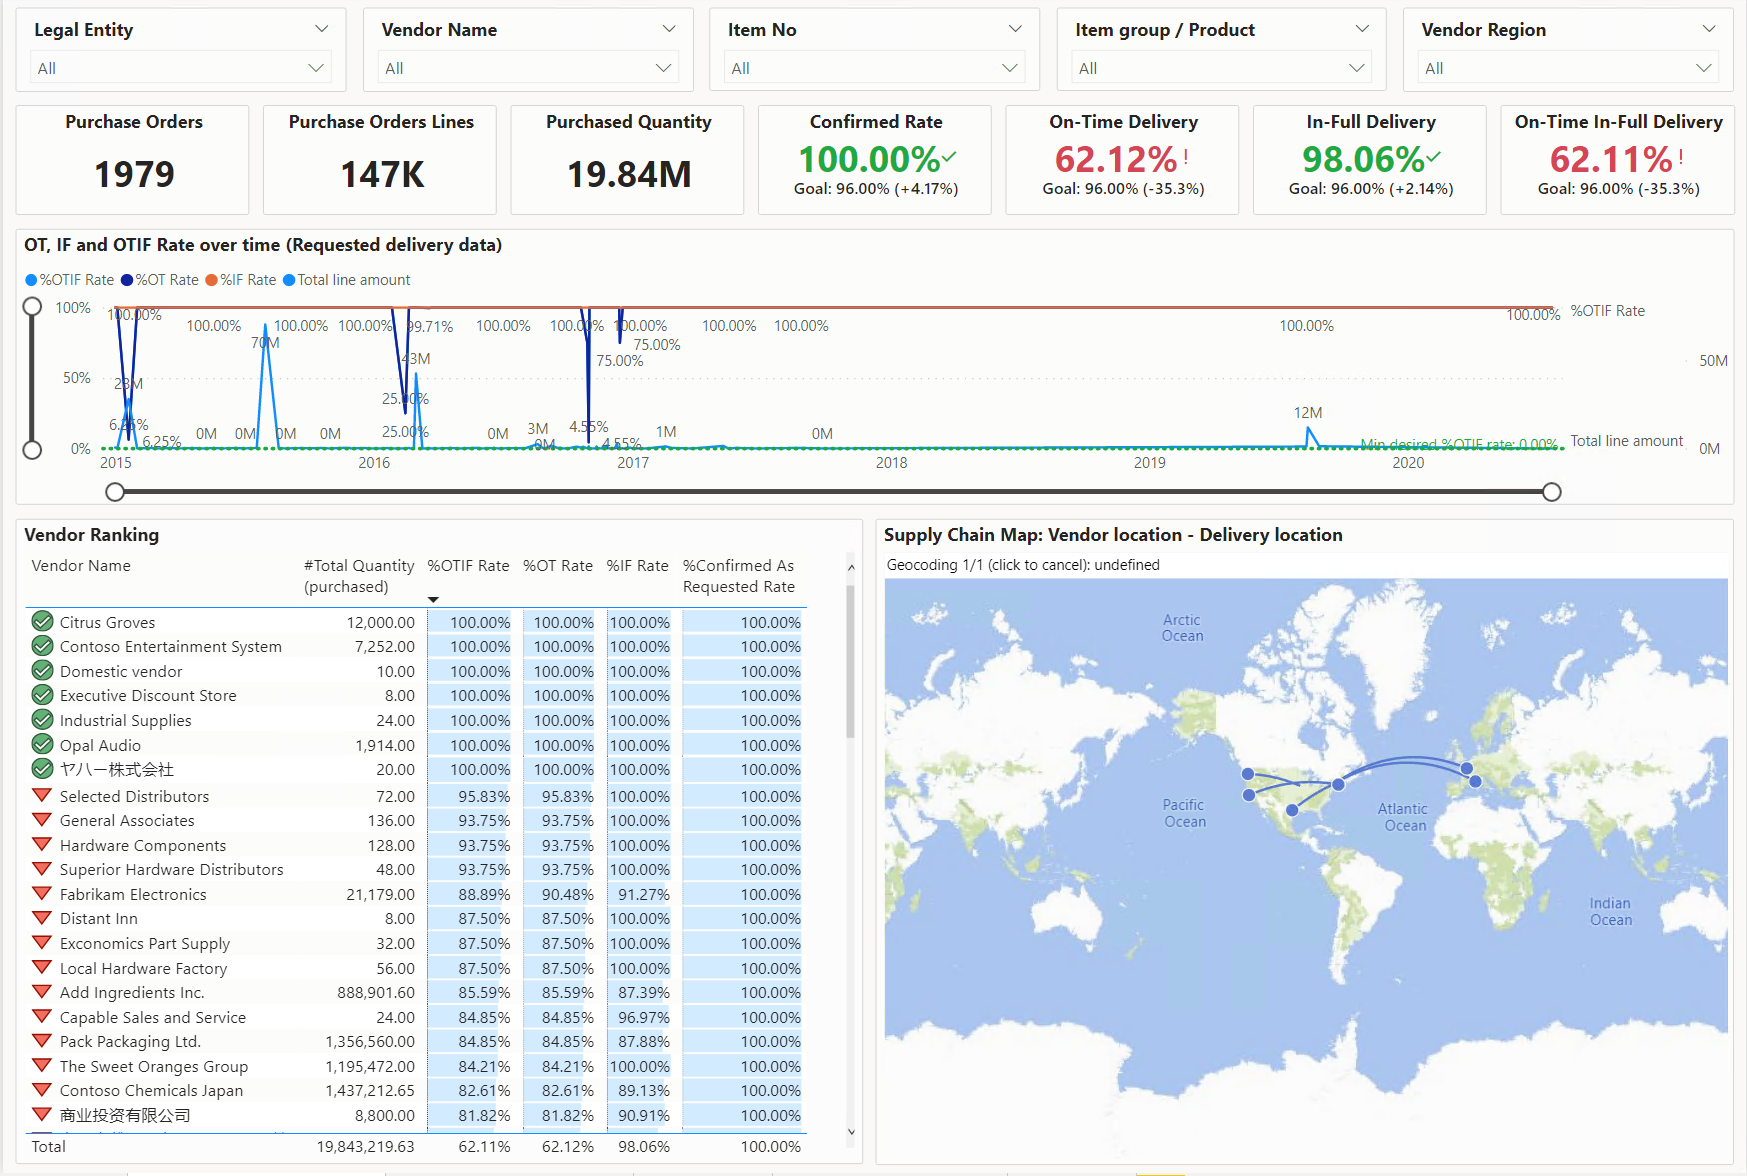 Legal Entity
All
Vendor Name
All
Item No
All
Item group / Product
All
Vendor Region
All
Purchase Orders
1979
Purchase Orders Lines
147K
Purchased Quantity
19.84M
Confirmed Rate
100.00%
Goal: 96.00% (+4.17%)
On-Time Delivery
62.12%!
Goal: 96.00% (-35.3%)
In-Full Delivery
98.06%
Goal: 96.00% (+2.14%)
On-Time In-Full Delivery
62.11%!
Goal: 96.00% (-35.3%)
OT, IF and OTIF Rate over time (Requested delivery data)
%OTIF Rate %OT Rate %IF Rate Total line amount
100%
50%
0%
100.00%
100.00%
100.00%
100.00%
99.71%
100.00%
100.00%
100.00%
100.00%
100.00%
100.00%
100.00%
%OTIF Rate
70M
75.00%
75.00%
43M
50M
23M
25.00%
12M
6.25%
6.25%
0M
0M
0M
0M
25.00%
0M
3M
0M
4.55%
4.55%
1M
0M
Min desired %OTIF rate: 0.00%
Total line amount
0M
2015 2016 2017 2018 2019 2020
Vendor Ranking
Vendor Name #Total Quantity (purchased) %OTIF Rate %OT Rate %IF Rate %Confirmed As Requested Rate
Citrus Groves 12,000.00 100.00% 100.00% 100.00% 100.00%
Contoso Entertainment System 7,252.00 100.00% 100.00% 100.00% 100.00%
Domestic vendor 10.00 100.00% 100.00% 100.00% 100.00%
Executive Discount Store 8.00 100.00% 100.00% 100.00% 100.00%
Industrial Supplies 24.00 100.00% 100.00% 100.00% 100.00%
Opal Audio 1,914.00 100.00% 100.00% 100.00% 100.00%
ヤハー株式会社 20.00 100.00% 100.00% 100.00% 100.00%
Selected Distributors 72.00 95.83% 95.83% 100.00% 100.00%
General Associates 136.00 93.75% 93.75% 100.00% 100.00%
Hardware Components 128.00 93.75% 93.75% 100.00% 100.00%
Superior Hardware Distributors 48.00 93.75% 93.75% 100.00% 100.00%
Fabrikam Electronics 21,179.00 88.89% 90.48% 91.27% 100.00%
Distant Inn 8.00 87.50% 87.50% 100.00% 100.00%
Exconomics Part Supply 32.00 87.50% 87.50% 100.00% 100.00%
Local Hardware Factory 56.00 87.50% 87.50% 100.00% 100.00%
Add Ingredients Inc. 888,901.60 85.59% 85.59% 87.39% 100.00%
Capable Sales and Service 24.00 84.85% 84.85% 96.97% 100.00%
Pack Packaging Ltd. 1,356,560.00 84.85% 84.85% 87.88% 100.00%
The Sweet Oranges Group 1,195,472.00 84.21% 84.21% 100.00% 100.00%
Contoso Chemicals Japan 1,437,212.65 82.61% 82.61% 89.13% 100.00%
商业投资有限公司 8,800.00 81.82% 81.82% 90.91% 100.00%
Total 19,843,219.63 62.11% 62.12% 98.06% 100.00%
Supply Chain Map: Vendor location - Delivery location
Geocoding 1/1 (click to cancel): undefined
Arctic
Ocean
Pacific
Ocean
Atlantic
Ocean
Indian
Ocean